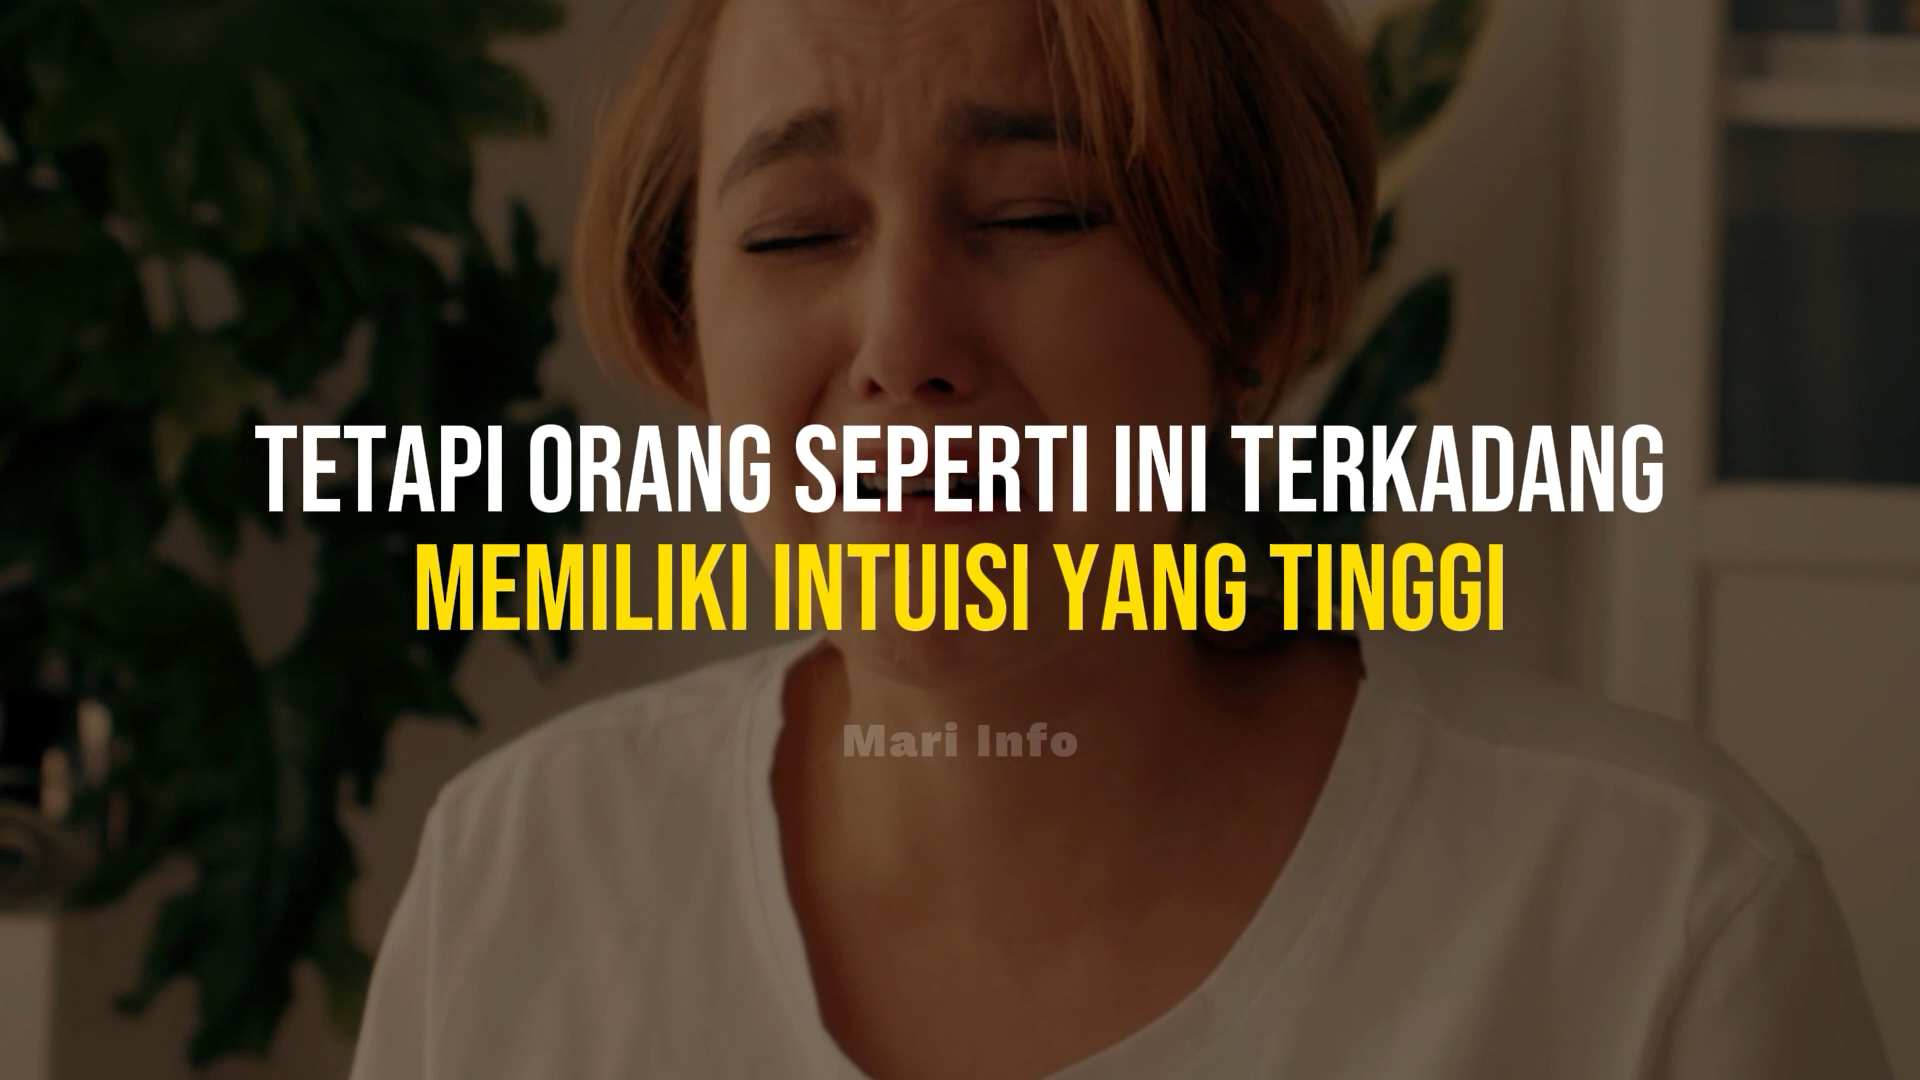 TETAPI ORANG SEPERTI INI TERKADANG
MEMILIKI INTUISI YANG TINGGI
Mari Info